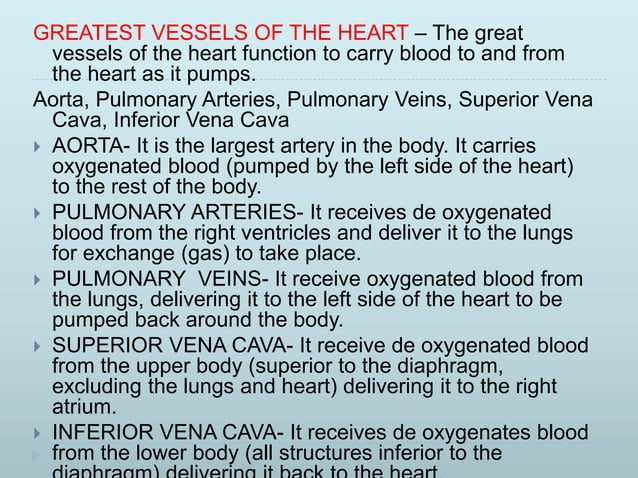 GREATEST VESSELS OF THE HEART – The great
vessels of the heart function to carry blood to and from
the heart as it pumps.
Aorta, Pulmonary Arteries, Pulmonary Veins, Superior Vena
Cava, Inferior Vena Cava
AORTA- It is the largest artery in the body. It carries
oxygenated blood (pumped by the left side of the heart)
to the rest of the body.
PULMONARY ARTERIES- It receives de oxygenated
blood from the right ventricles and deliver it to the lungs
for exchange (gas) to take place.
PULMONARY VEINS- It receive oxygenated blood from
the lungs, delivering it to the left side of the heart to be
pumped back around the body.
SUPERIOR VENA CAVA- It receive de oxygenated blood
from the upper body (superior to the diaphragm,
excluding the lungs and heart) delivering it to the right
atrium.
INFERIOR VENA CAVA- It receives de oxygenates blood
from the lower body (all structures inferior to the
diaphragm) delivering it back to the heart.